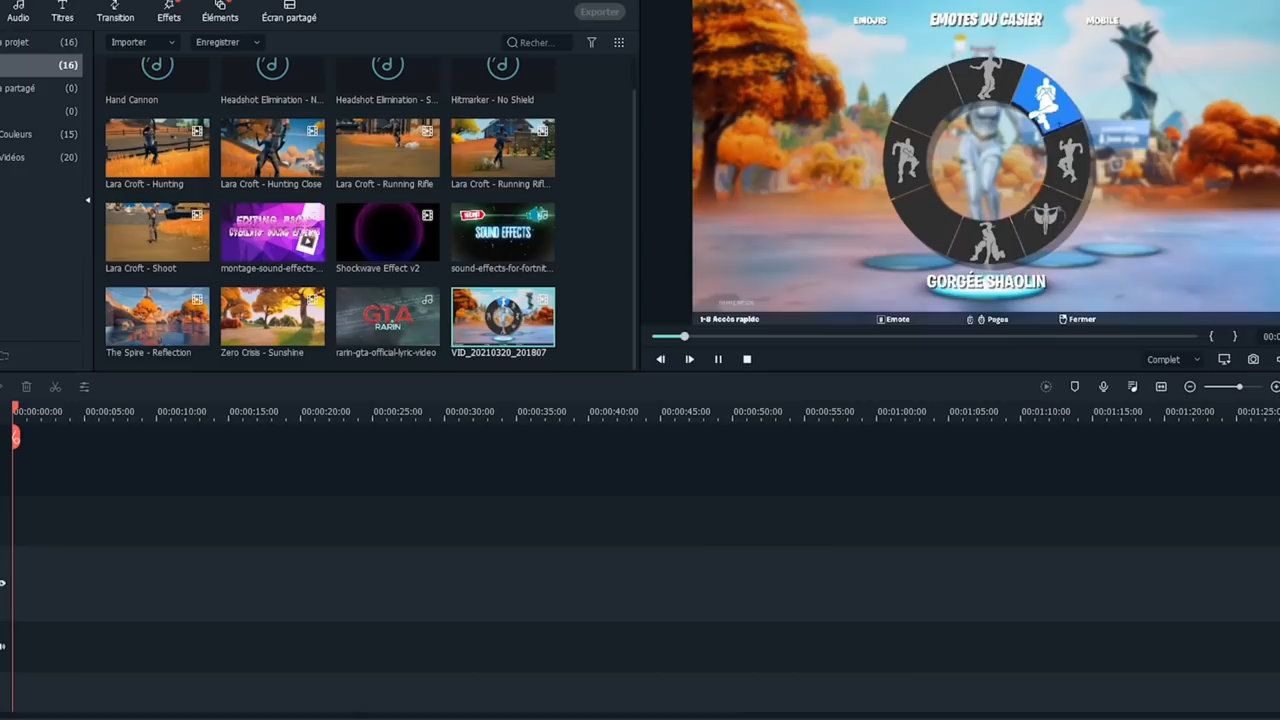 Audio
Titres
Transition
Effets
Éléments
Écran partagé
Exporter
EMOJIS
EMOTES DU CASIER
MOBILE
projet
(16)
Importer
Enregistrer
Recher...
(16)
partagé
(0)
(0)
Couleurs
(15)
Vidéos
(20)
Hand Cannon
Headshot Elimination - N...
Headshot Elimination - S...
Hitmarker - No Shield
Lara Croft - Hunting
Lara Croft - Hunting Close
Lara Croft - Running Rifle
Lara Croft - Running Rifl...
SOUND EFFECTS
Lara Croft - Shoot
montage-sound-effects-...
Shockwave Effect v2
sound-effects-for-fortnit...
GORGÉE SHAOLIN
GTA
RARIN
1-8 Accès rapide
Emote
Pages
Fermer
The Spire - Reflection
Zero Crisis - Sunshine
rarin-gta-official-lyric-video
VID_20210320_201807
{ }
00:0
Complet
00:00:00:00
00:00:05:00
00:00:10:00
00:00:15:00
00:00:20:00
00:00:25:00
00:00:30:00
00:00:35:00
00:00:40:00
00:00:45:00
00:00:50:00
00:00:55:00
00:01:00:00
00:01:05:00
00:01:10:00
00:01:15:00
00:01:20:00
00:01:25:0